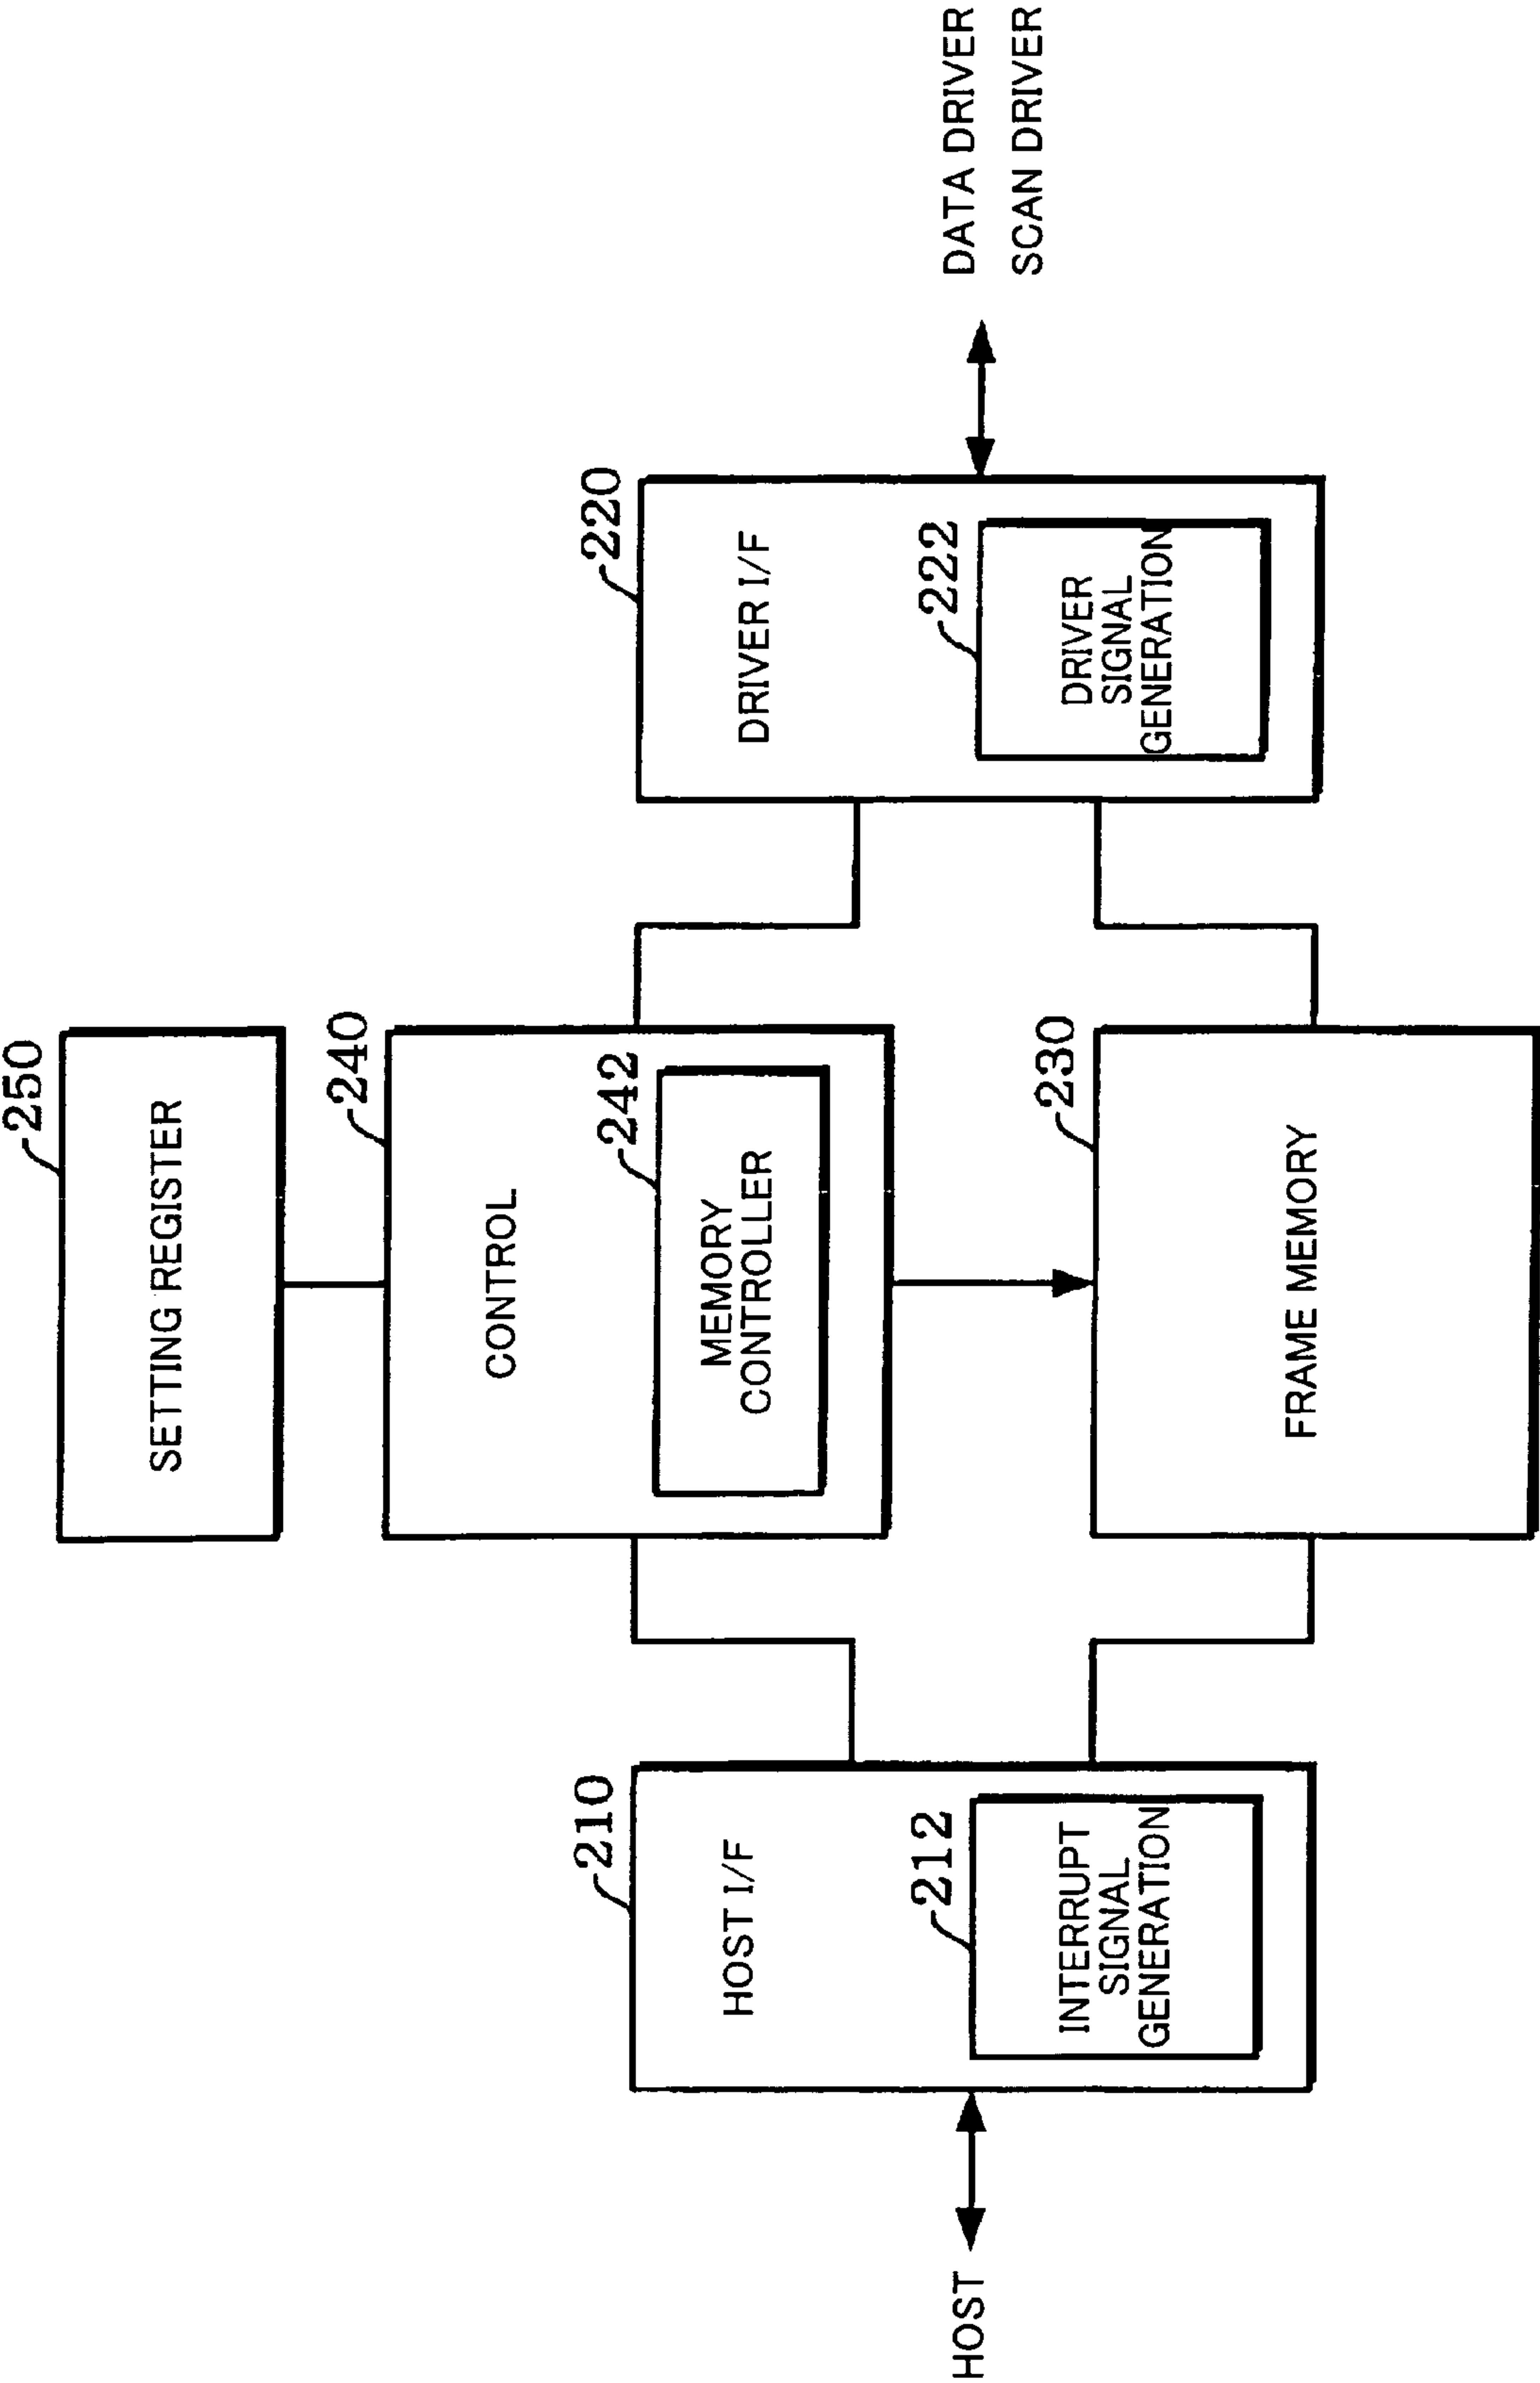 250
SETTING REGISTER
240
CONTROL
242
MEMORY
CONTROLLER
210
HOST I/F
212
INTERRUPT
SIGNAL
GENERATION
220
DRIVER I/F
222
DRIVER
SIGNAL
GENERATION
HOST
DATA DRIVER
SCAN DRIVER
230
FRAME MEMORY